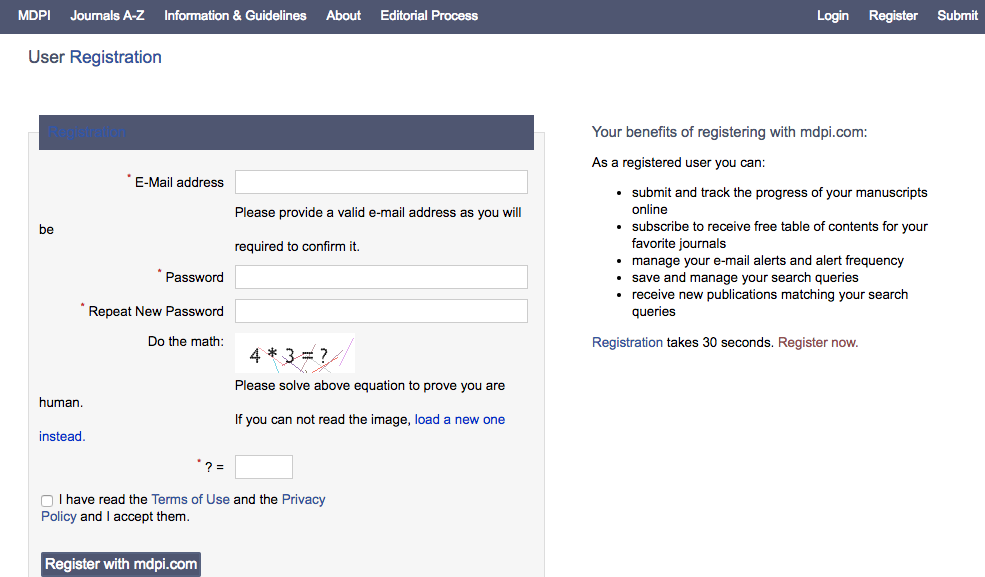 MDPI Journals A-Z Information & Guidelines About Editorial Process Login Register Submit
User Registration
Registration
* E-Mail address
Please provide a valid e-mail address as you will
be
required to confirm it.
* Password
* Repeat New Password
Do the math:
4 * 3 = ?
Please solve above equation to prove you are
human.
If you can not read the image, load a new one
instead.
* ? =
I have read the Terms of Use and the Privacy
Policy and I accept them.
Register with mdpi.com
Your benefits of registering with mdpi.com:
As a registered user you can:
• submit and track the progress of your manuscripts
online
• subscribe to receive free table of contents for your
favorite journals
• manage your e-mail alerts and alert frequency
• save and manage your search queries
• receive new publications matching your search
queries
Registration takes 30 seconds. Register now.